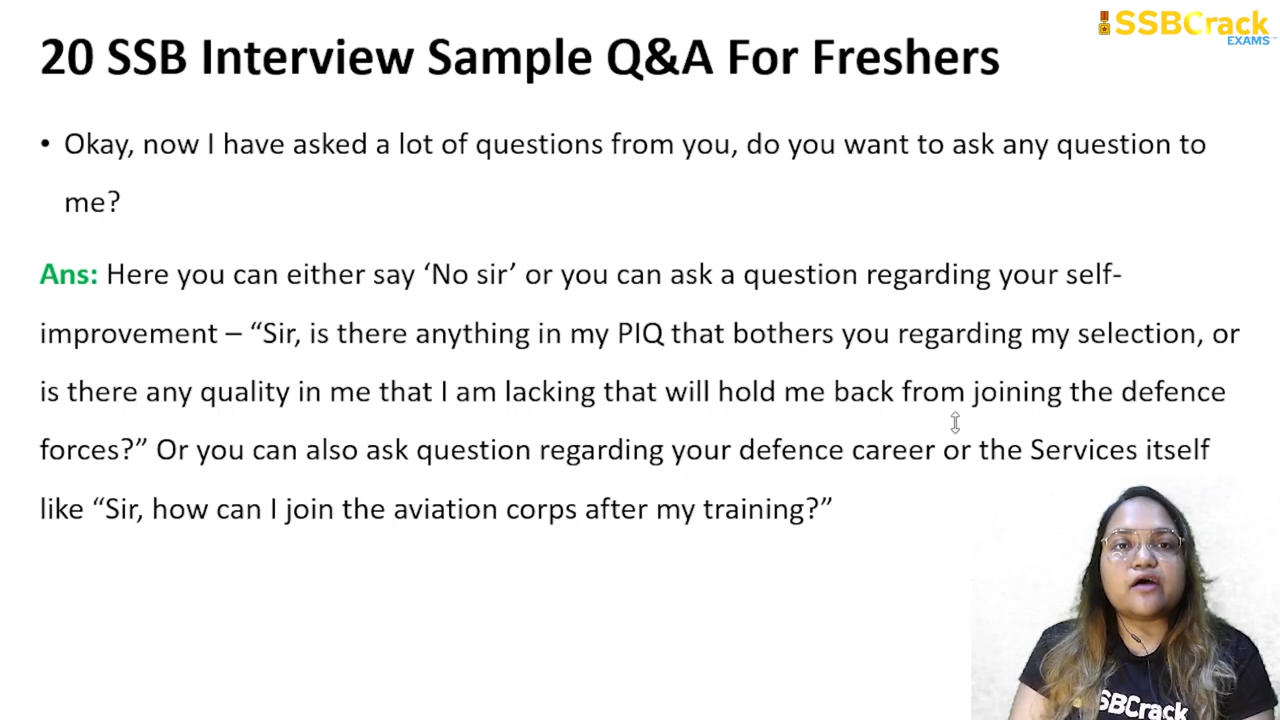 SSBCrack
EXAMS
20 SSB Interview Sample Q&A For Freshers
• Okay, now I have asked a lot of questions from you, do you want to ask any question to
me?
Ans: Here you can either say ‘No sir’ or you can ask a question regarding your self-
improvement – “Sir, is there anything in my PIQ that bothers you regarding my selection, or
is there any quality in me that I am lacking that will hold me back from joining the defence
forces?” Or you can also ask question regarding your defence career or the Services itself
like “Sir, how can I join the aviation corps after my training?”
SBCrack